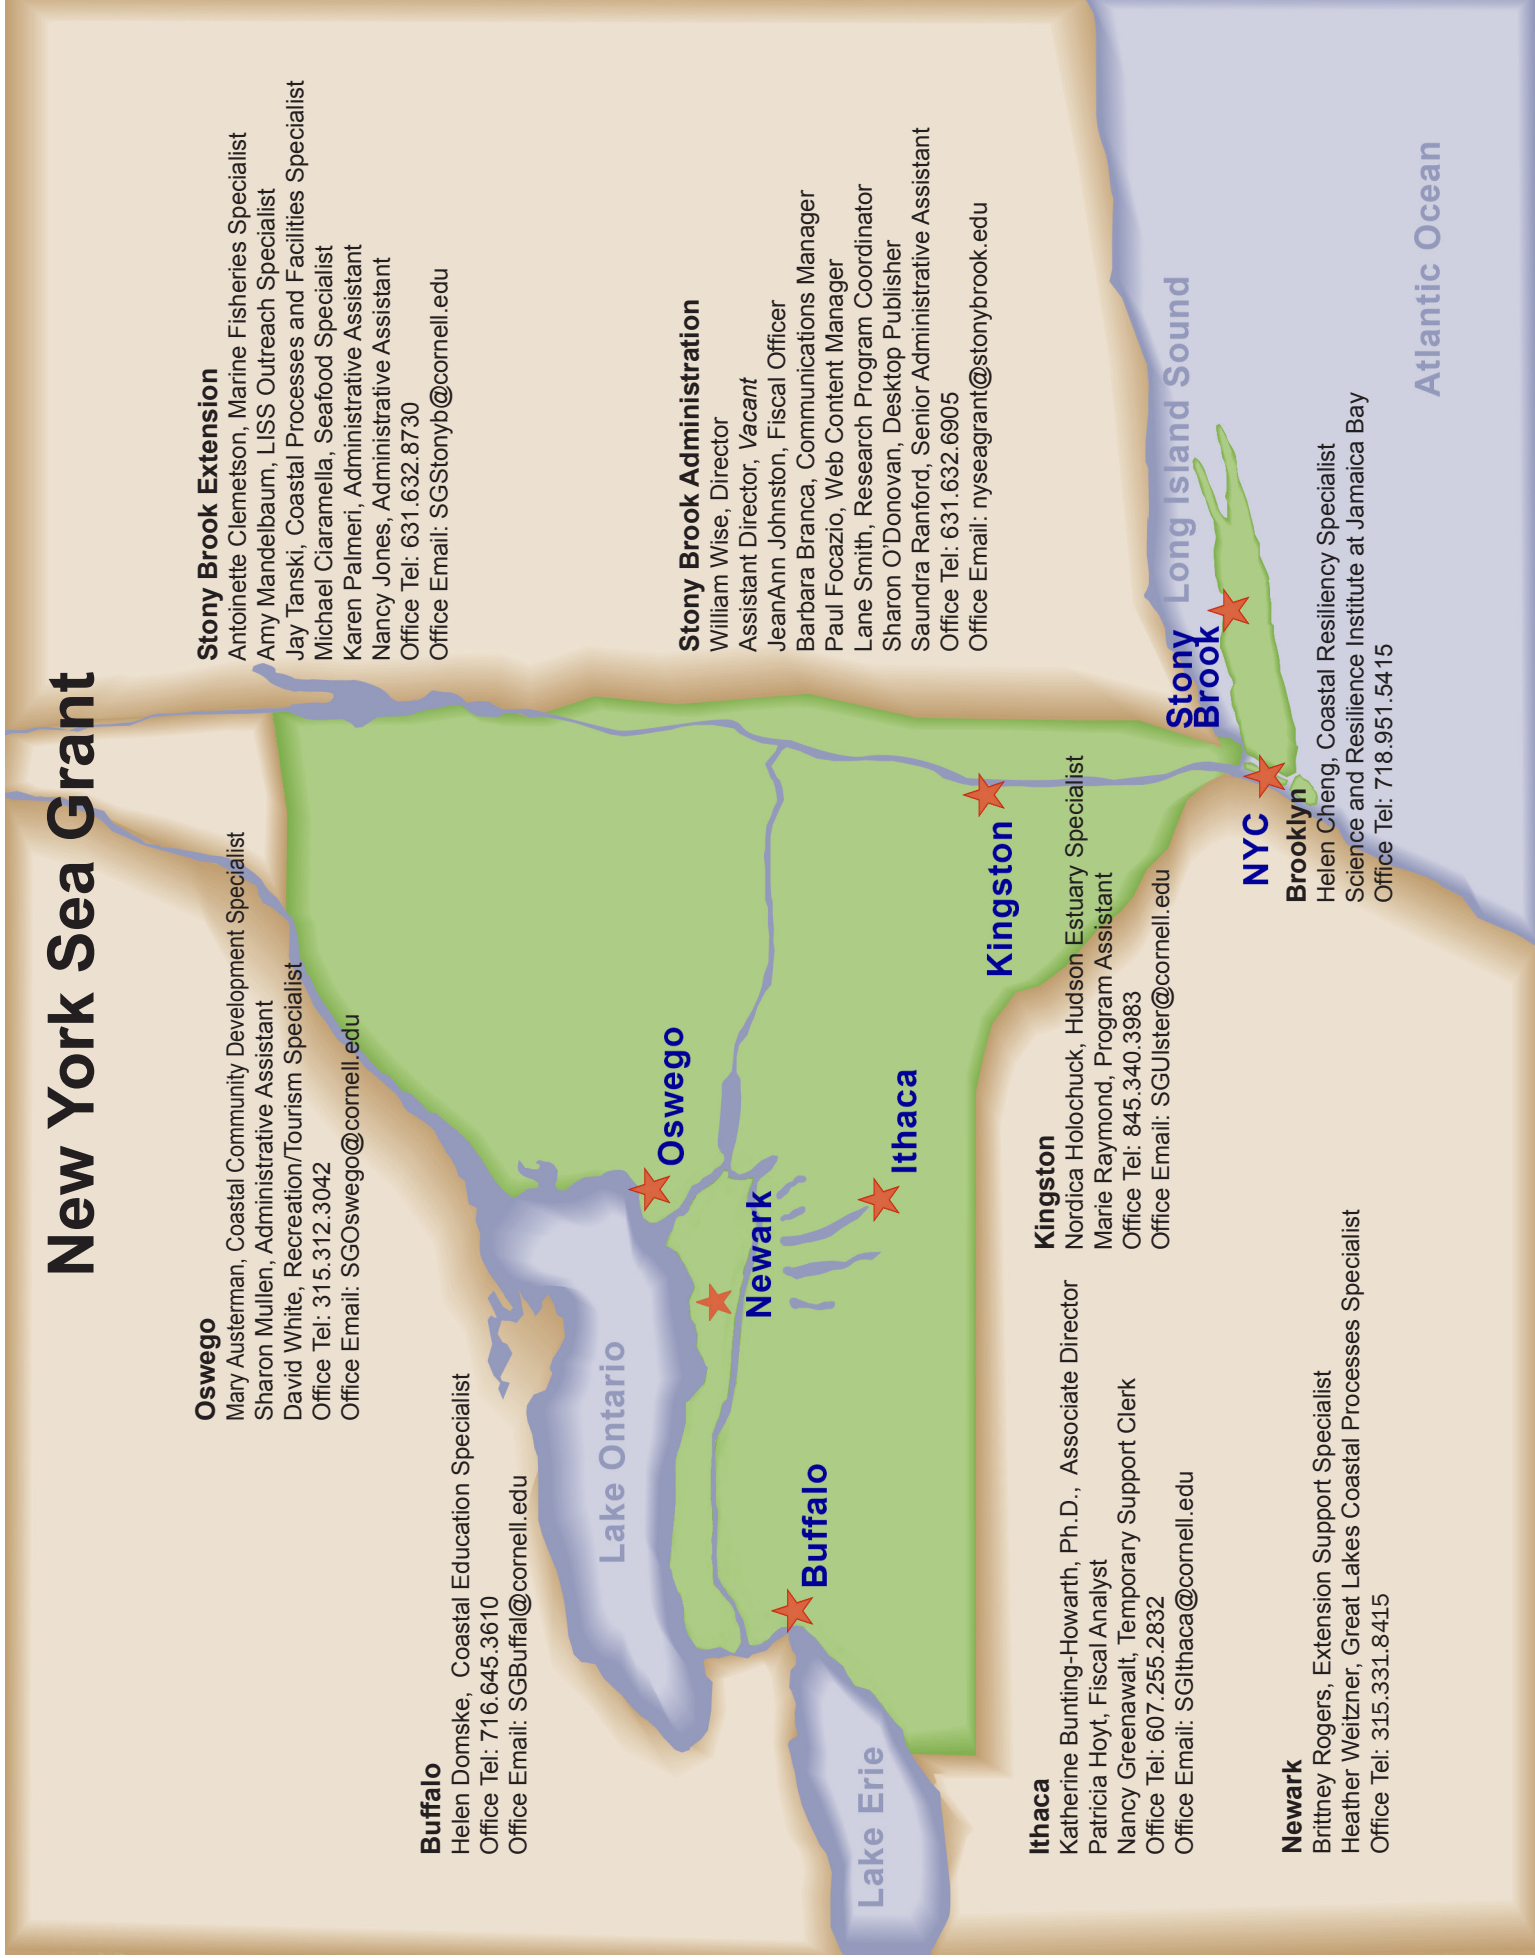 New York Sea Grant
Oswego
Mary Austerman, Coastal Community Development Specialist
Sharon Mullen, Administrative Assistant
David White, Recreation/Tourism Specialist
Office Tel: 315.312.3042
Office Email: SGOswego@cornell.edu
Stony Brook Extension
Antoinette Clemetson, Marine Fisheries Specialist
Amy Mandelbaum, LISS Outreach Specialist
Jay Tanski, Coastal Processes and Facilities Specialist
Michael Ciaramella, Seafood Specialist
Karen Palmeri, Administrative Assistant
Nancy Jones, Administrative Assistant
Office Tel: 631.632.8730
Office Email: SGStonyb@cornell.edu
Buffalo
Helen Domske, Coastal Education Specialist
Office Tel: 716.645.3610
Office Email: SGBuffal@cornell.edu
Stony Brook Administration
William Wise, Director
Assistant Director, Vacant
JeanAnn Johnston, Fiscal Officer
Barbara Branca, Communications Manager
Paul Focazio, Web Content Manager
Lane Smith, Research Program Coordinator
Sharon O'Donovan, Desktop Publisher
Saundra Ranford, Senior Administrative Assistant
Office Tel: 631.632.6905
Office Email: nyseagrant@stonybrook.edu
Lake Ontario
Oswego
Newark
Buffalo
Lake Erie
Ithaca
Kingston
Ithaca
Katherine Bunting-Howarth, Ph.D., Associate Director
Patricia Hoyt, Fiscal Analyst
Nancy Greenawalt, Temporary Support Clerk
Office Tel: 607.255.2832
Office Email: SGIthaca@cornell.edu
Kingston
Nordica Holochuck, Hudson Estuary Specialist
Marie Raymond, Program Assistant
Office Tel: 845.340.3983
Office Email: SGUlster@cornell.edu
Stony
Brook
Long Island Sound
NYC
Newark
Brittney Rogers, Extension Support Specialist
Heather Weitzner, Great Lakes Coastal Processes Specialist
Office Tel: 315.331.8415
Brooklyn
Helen Cheng, Coastal Resiliency Specialist
Science and Resilience Institute at Jamaica Bay
Office Tel: 718.951.5415
Atlantic Ocean